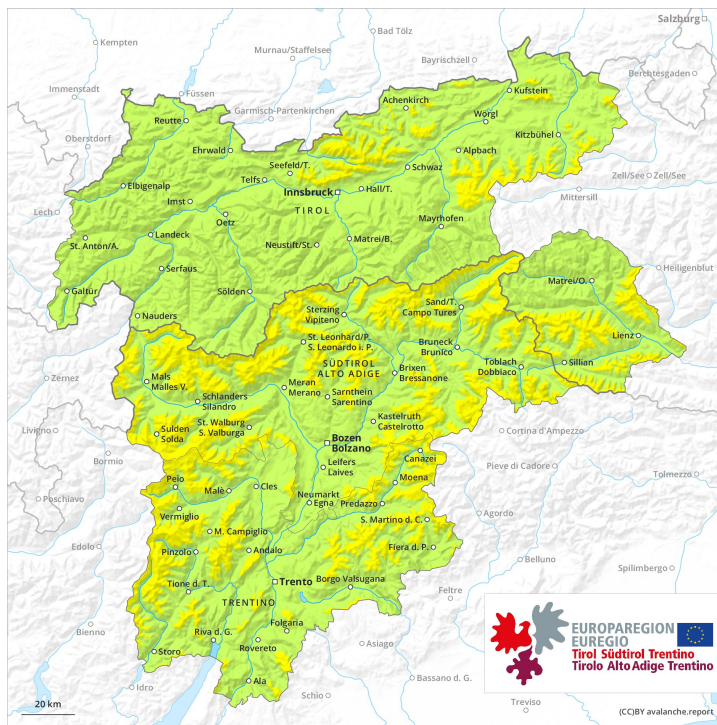 Salzburg
Kempten
Bad Tölz
Murnau/Staffelsee
Bayrischzell
Berchtesgaden
Immenstadt
Füssen
Garmisch-Partenkirchen
Achenkirch
Kufstein
Reutte
Wörgl
Oberstdorf
Ehrwald
Kitzbühel
Seefeld/T.
Alpbach
Telfs
Schwaz
Zell/See
Zell/See
Elbigenalp
Innsbruck
Hall/T.
Mittersill
Lech
Imst
TIROL
Oetz
Mayrhofen
St. Anton/A.
Landeck
Neustift/St.
Matrei/B.
Serfaus
Heiligenblut
Galtür
Sölden
Matrei/O.
Nauders
Sterzing
Vipiteno
Sand/T.
Campo Tures
St. Leonhard/P.
S. Leonardo i. P.
Bruneck
Brunico
Lienz
SÜDTIROL
ALTO ADIGE
Toblach
Dobbiaco
Sillian
Zernez
Mals
Malles V.
Meran
Merano
Brixen
Bressanone
Schlanders
Silandro
Sarnthein
Sarentino
St. Walburg
S. Valburga
Kastelruth
Castelrotto
Livigno
Sulden
Solda
Bozen
Bolzano
Cortina d'Ampezzo
Bormio
Canazei
Leifers
Laives
Pieve di Cadore
Tolmezzo
Poschiavo
Peio
Malè
Cles
Moena
Neumarkt
Egna
Predazzo
Vermiglio
Agordo
S. Martino d. C.
M. Campiglio
Edolo
Pinzolo
Andalo
Fiera d. P.
Belluno
Spilimbergo
Tione d. T.
Trento
Borgo Valsugana
Feltre
TRENTINO
Bienno
Riva d. G.
Folgaria
Storo
Rovereto
Asiago
Idro
Ala
Schio
Bassano d. G.
Treviso
EUROPAREGION
EUREGIO
Tirol Südtirol Trentino
Tirolo Alto Adige Trentino
20 km
(CC)BY avalanche.report